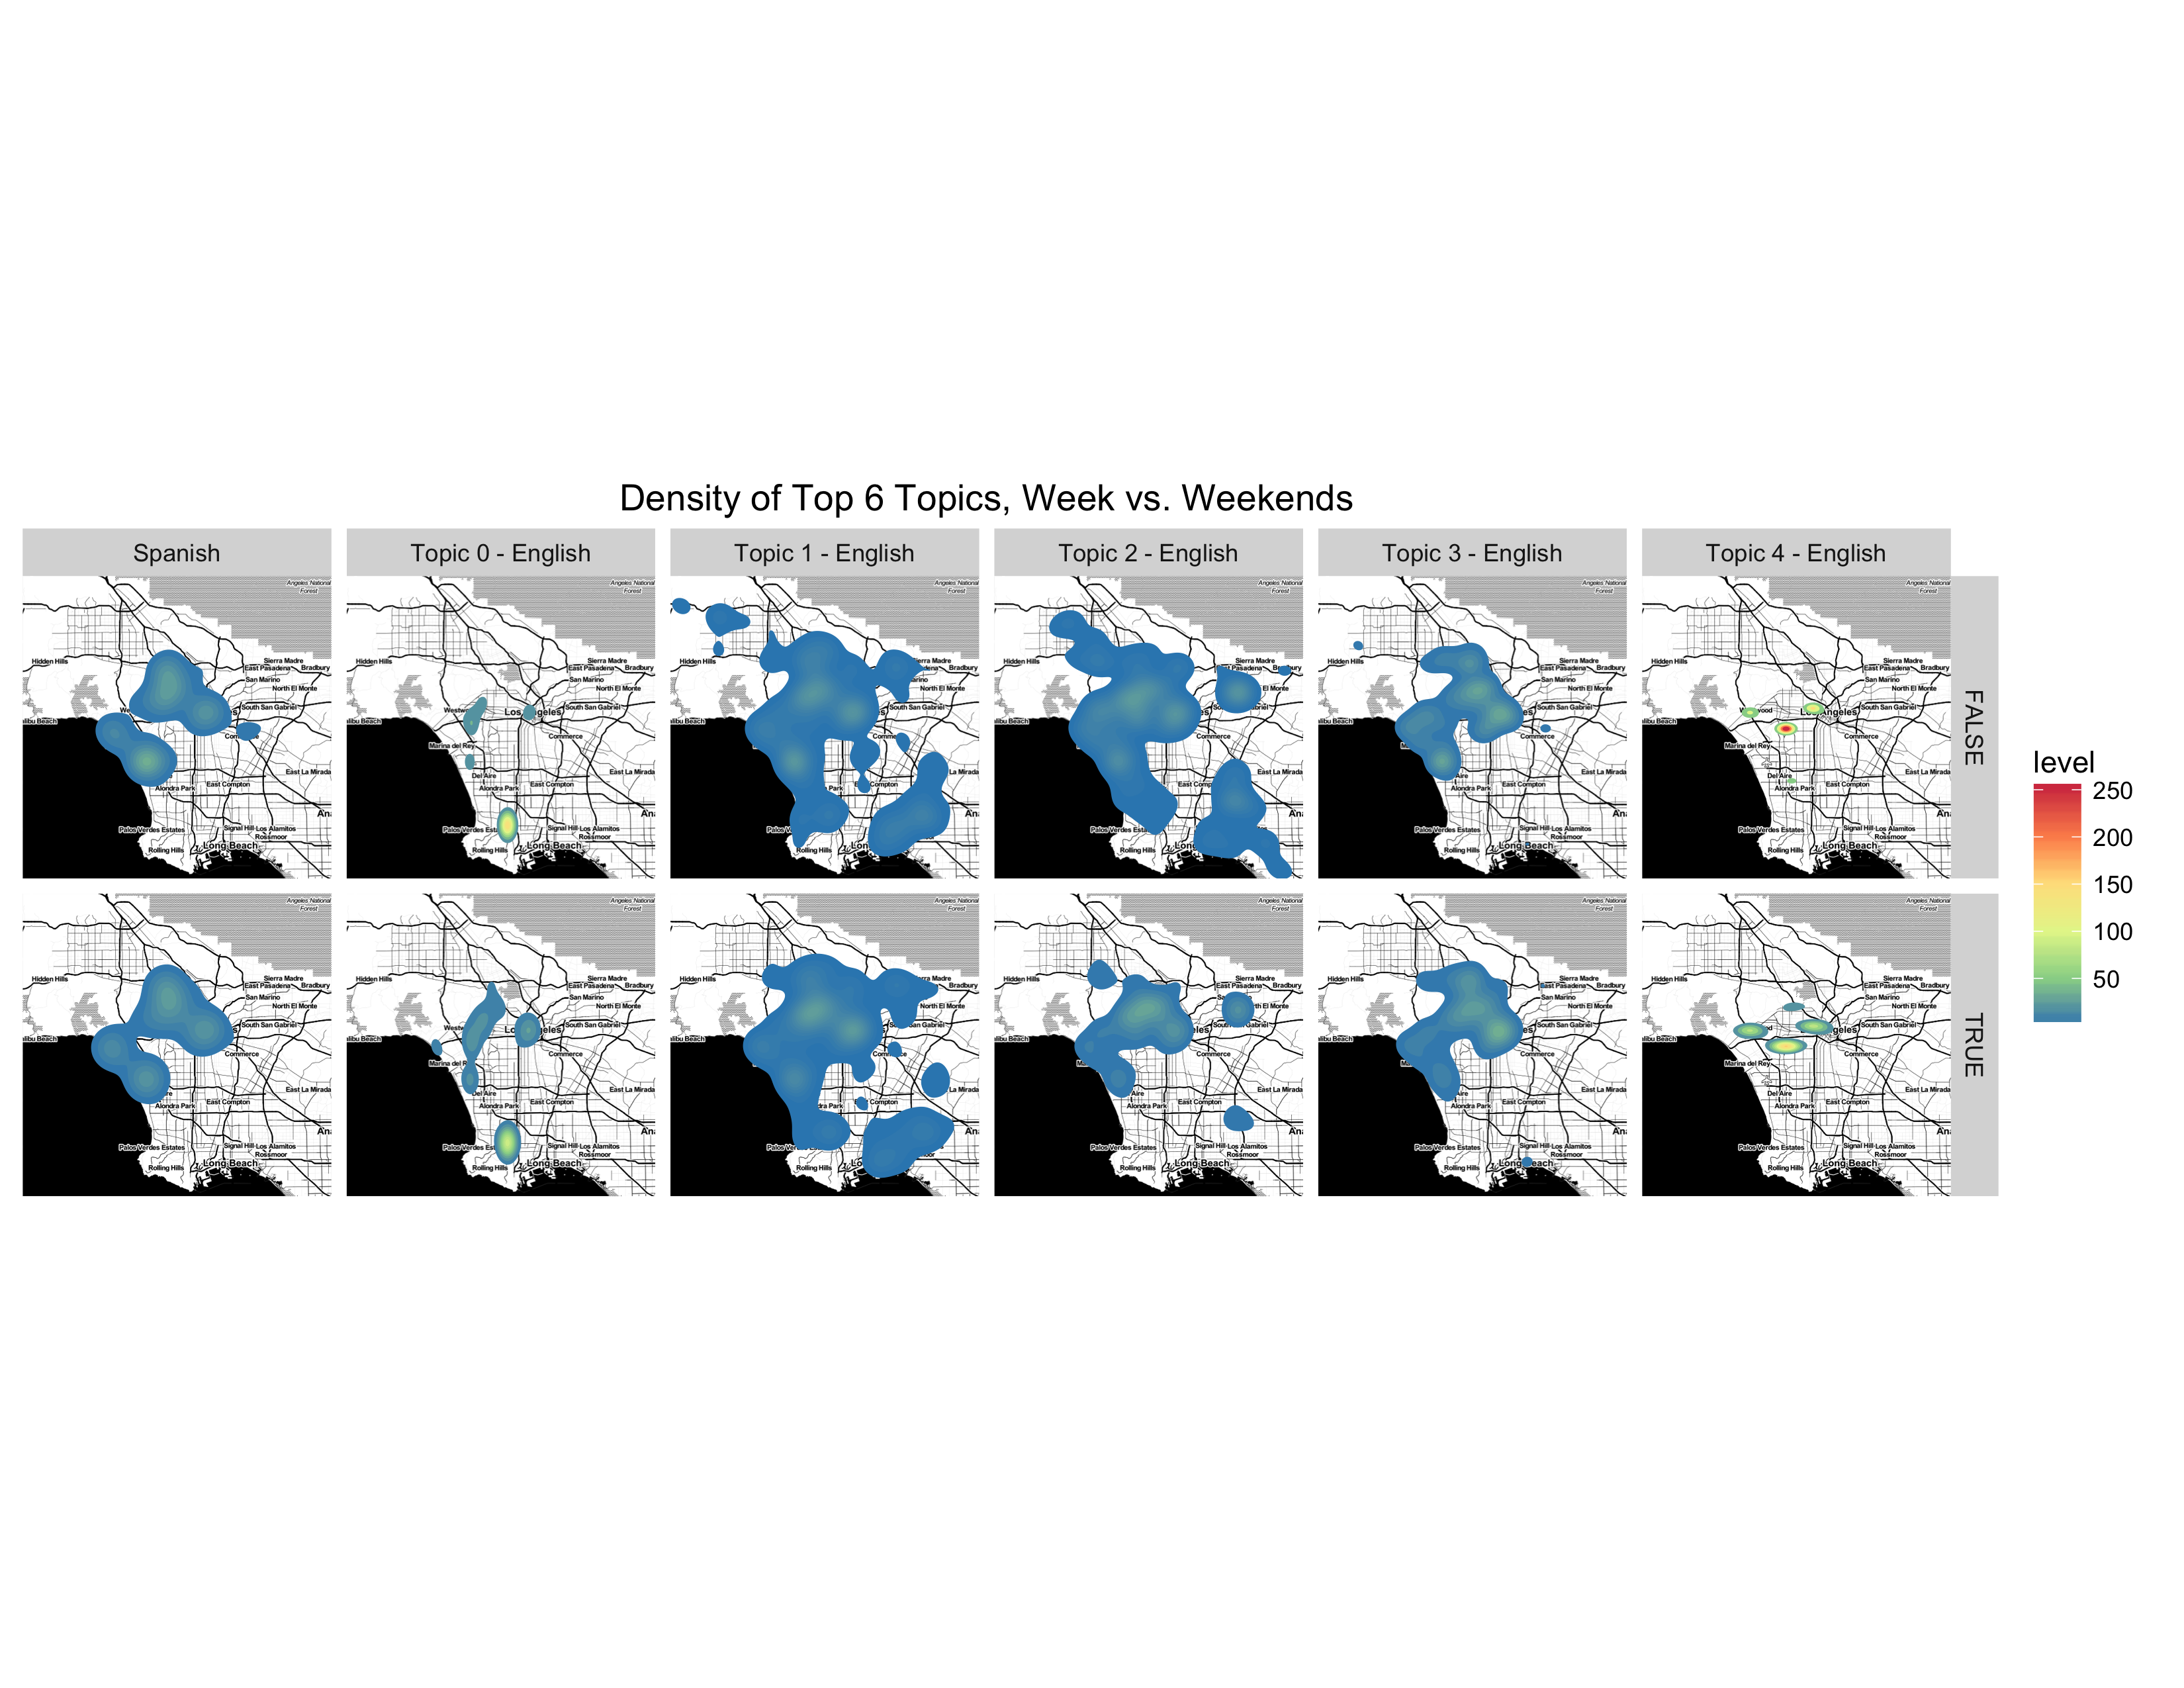 Density of Top 6 Topics, Week vs. Weekends
Spanish
Topic 0 - English
Topic 1 - English
Topic 2 - English
Topic 3 - English
Topic 4 - English
FALSE
TRUE
level
250
200
150
100
50
Angeles National
Forest
Hidden Hills
Sierra Madre
East Pasadena
Bradbury
San Marino
North El Monte
South San Gabriel
Los Angeles
Commerce
Marina del Rey
East La Mirada
Del Aire
East Compton
Alondra Park
Palos Verdes Estates
Signal Hill
Los Alamitos
Rossmoor
Rolling Hills
Long Beach